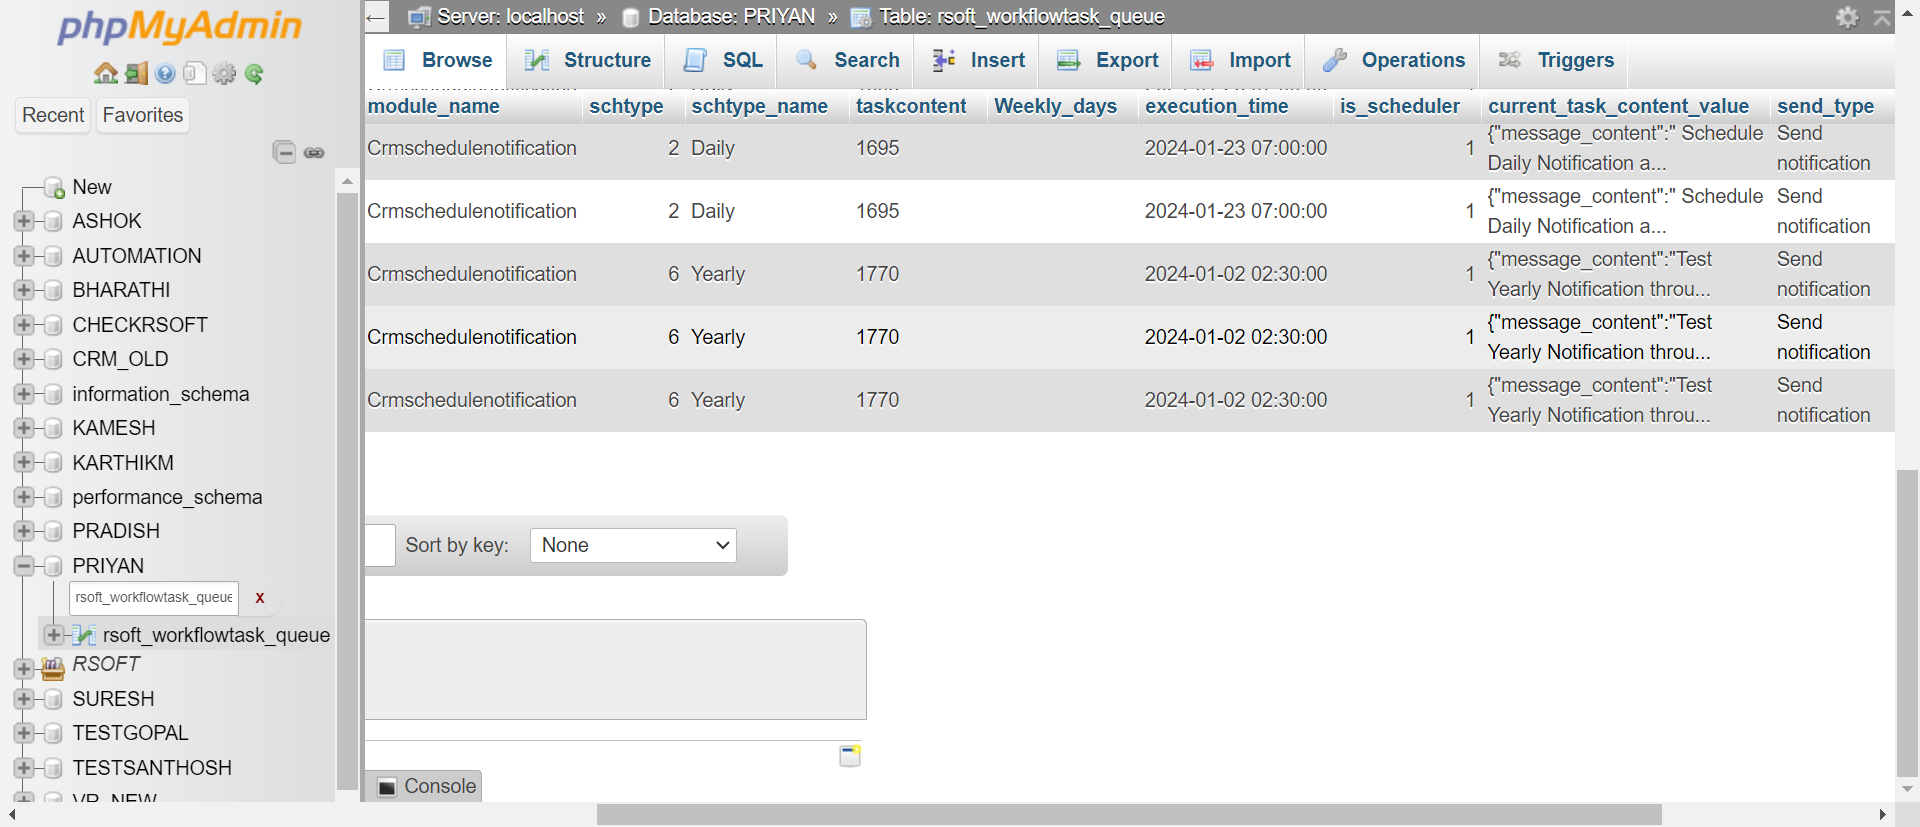 phpMyAdmin
Recent
Favorites
New
ASHOK
AUTOMATION
BHARATHI
CHECKRSOFT
CRM_OLD
information_schema
KAMESH
KARTHIKM
performance_schema
PRADISH
PRIYAN
rsoft_workflowtask_queue
X
rsoft_workflowtask_queue
RSOFT
SURESH
TESTGOPAL
TESTSANTHOSH
Server: localhost » Database: PRIYAN » Table: rsoft_workflowtask_queue
Browse Structure SQL Search Insert Export Import Operations Triggers
module_name schtype schtype_name taskcontent Weekly_days execution_time is_scheduler current_task_content_value send_type
Crmschedulenotification 2 Daily 1695 2024-01-23 07:00:00 1 {"message_content":" Schedule Send
Daily Notification a... notification
Crmschedulenotification 2 Daily 1695 2024-01-23 07:00:00 1 {"message_content":" Schedule Send
Daily Notification a... notification
Crmschedulenotification 6 Yearly 1770 2024-01-02 02:30:00 1 {"message_content":"Test Send
Yearly Notification throu... notification
Crmschedulenotification 6 Yearly 1770 2024-01-02 02:30:00 1 {"message_content":"Test Send
Yearly Notification throu... notification
Crmschedulenotification 6 Yearly 1770 2024-01-02 02:30:00 1 {"message_content":"Test Send
Yearly Notification throu... notification
Sort by key: None
Console